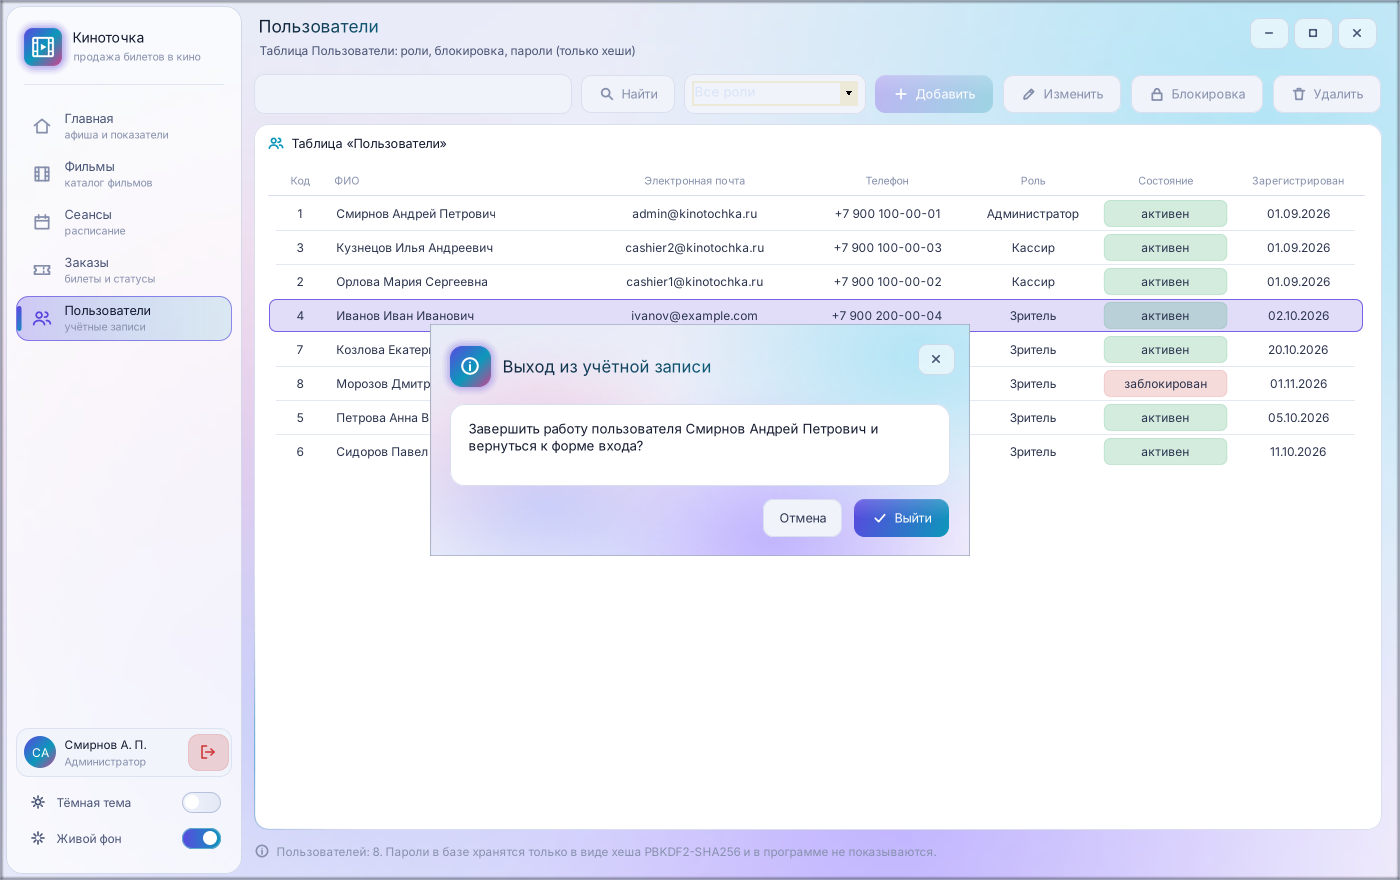 Киноточка
продажа билетов в кино
Главная
афиша и показатели
Фильмы
каталог фильмов
Сеансы
расписание
Заказы
билеты и статусы
Пользователи
учётные записи
СА
Смирнов А. П.
Администратор
Тёмная тема
Живой фон
Пользователи
Таблица Пользователи: роли, блокировка, пароли (только хеши)
Найти
Все роли
Добавить
Изменить
Блокировка
Удалить
Таблица «Пользователи»
Код ФИО Электронная почта Телефон Роль Состояние Зарегистрирован
1 Смирнов Андрей Петрович admin@kinotochka.ru +7 900 100-00-01 Администратор активен 01.09.2026
3 Кузнецов Илья Андреевич cashier2@kinotochka.ru +7 900 100-00-03 Кассир активен 01.09.2026
2 Орлова Мария Сергеевна cashier1@kinotochka.ru +7 900 100-00-02 Кассир активен 01.09.2026
4 Иванов Иван Иванович ivanov@example.com +7 900 200-00-04 Зритель активен 02.10.2026
7 Козлова Зритель активен 20.10.2026
8 Морозов Зритель заблокирован 01.11.2026
5 Петрова Анна В Зритель активен 05.10.2026
6 Сидоров Павел Зритель активен 11.10.2026
Выход из учётной записи
Завершить работу пользователя Смирнов Андрей Петрович и
вернуться к форме входа?
Отмена
Выйти
Пользователей: 8. Пароли в базе хранятся только в виде хеша PBKDF2-SHA256 и в программе не показываются.